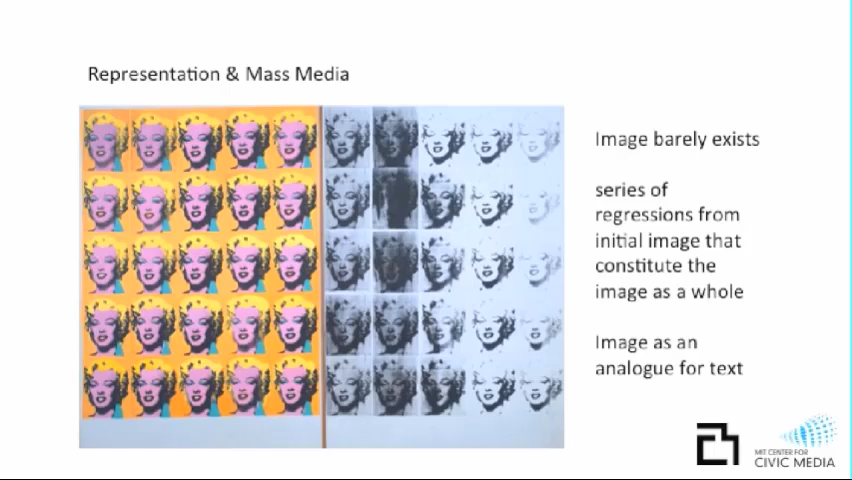 Representation & Mass Media
Image barely exists
series of
regressions from
initial image that
constitute the
image as a whole
Image as an
analogue for text
MIT CENTER FOR
CIVIC MEDIA